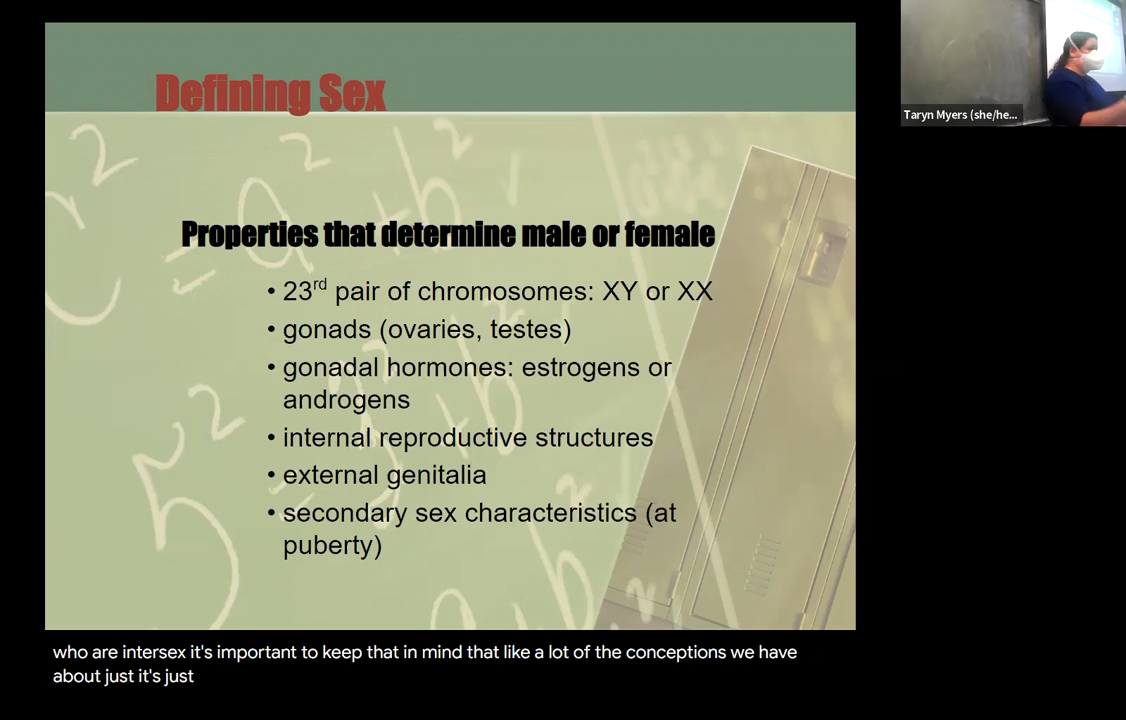 Defining Sex
Taryn Myers (she/he...
Properties that determine male or female
• 23rd pair of chromosomes: XY or XX
• gonads (ovaries, testes)
• gonadal hormones: estrogens or
androgens
• internal reproductive structures
• external genitalia
• secondary sex characteristics (at
puberty)
who are intersex it's important to keep that in mind that like a lot of the conceptions we have
about just it's just